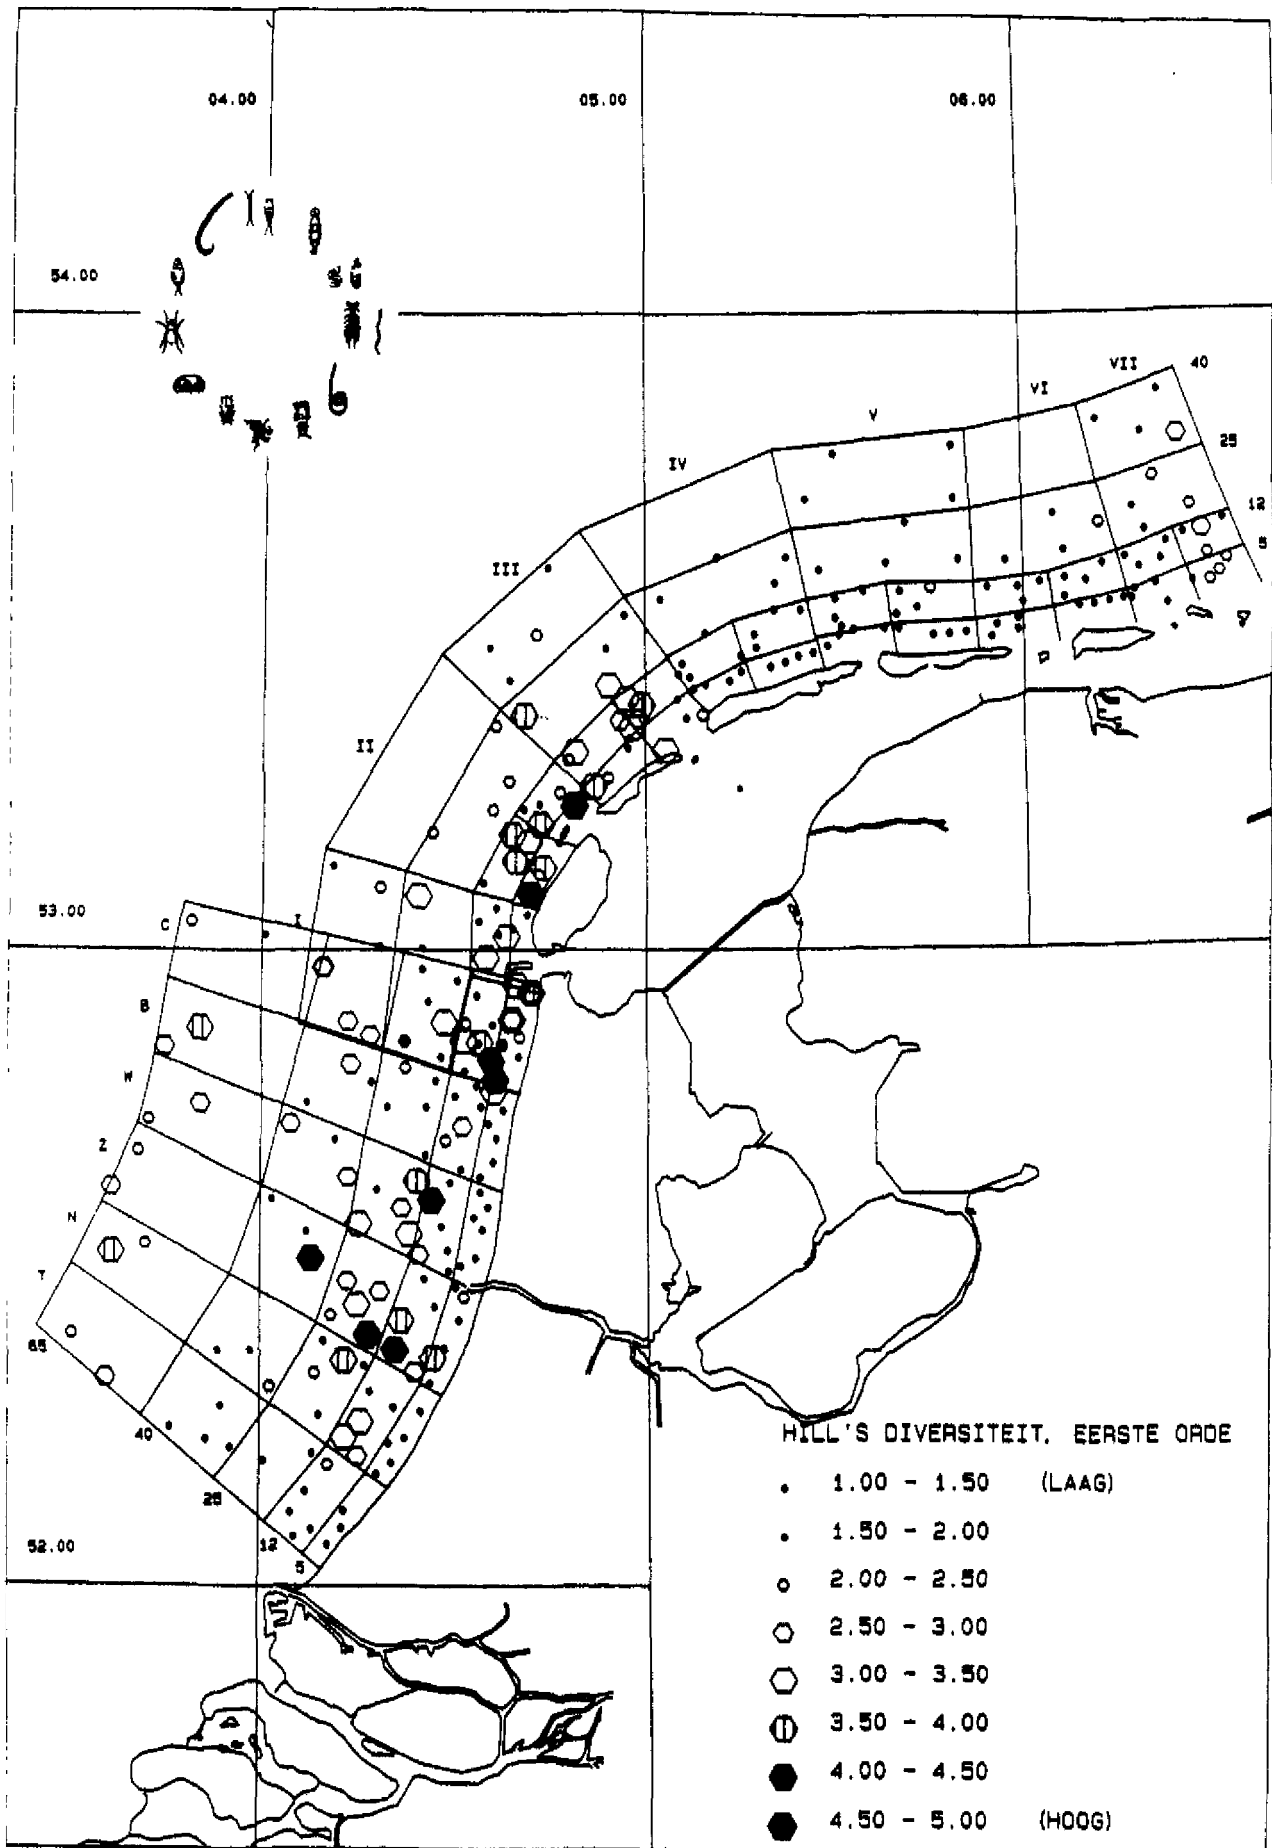 04.00
05.00
06.00
54.00
VII
40
VI
V
25
IV
12
5
III
II
53.00
C
I
B
W
Z
N
T
65
40
25
12
5
52.00
HILL'S DIVERSITEIT. EERSTE ORDE
1.00 - 1.50 (LAAG)
1.50 - 2.00
2.00 - 2.50
2.50 - 3.00
3.00 - 3.50
3.50 - 4.00
4.00 - 4.50
4.50 - 5.00 (HOOG)